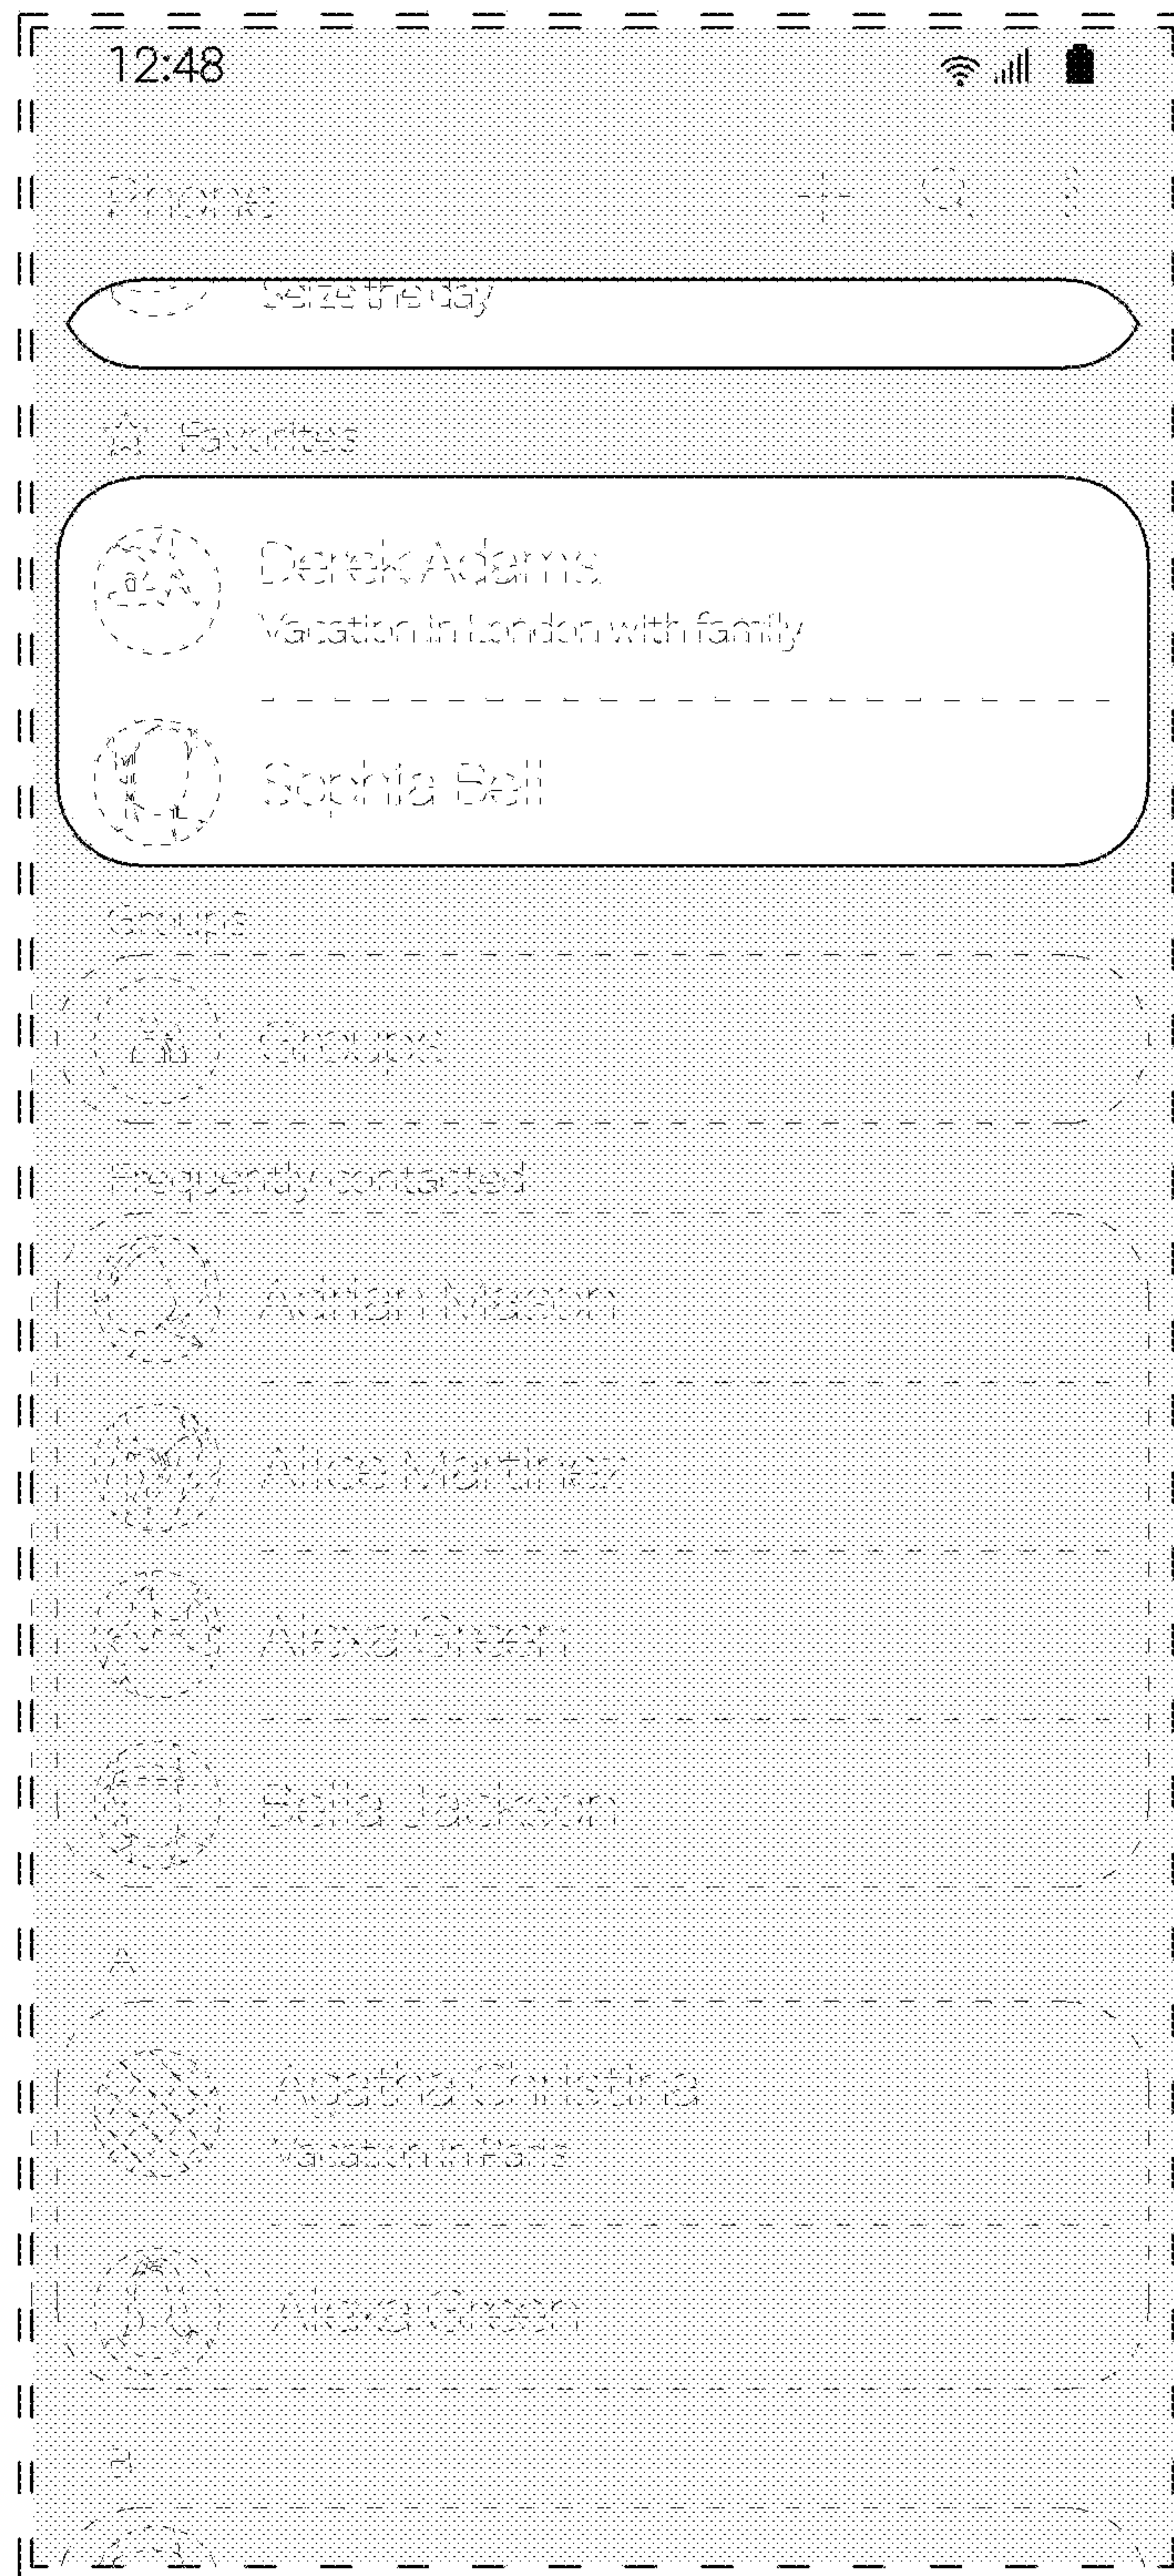 12:48
Phone
Seize the day
Favorites
Derek Adams
Vacation in London with family
Sophia Bell
Groups
Groups
Frequently contacted
Adrian Mason
Alice Martinez
Alexa Green
Bella Jackson
A
Agatha Christina
Vacation in Paris
Alexa Green